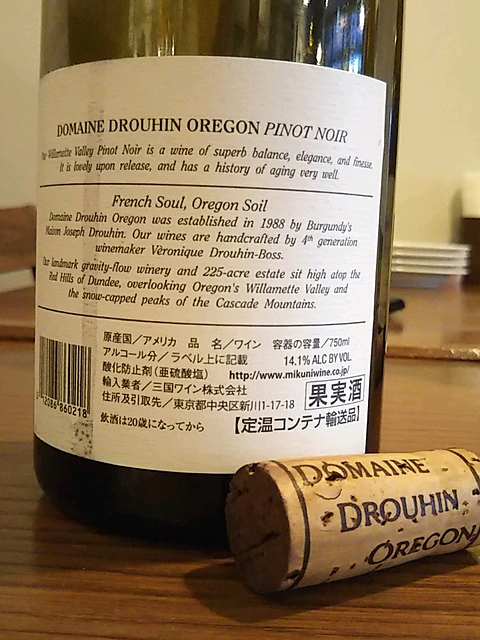 DOMAINE DROUHIN OREGON PINOT NOIR
Our Willamette Valley Pinot Noir is a wine of superb balance, elegance, and finesse.
It is lovely upon release, and has a history of aging very well.
French Soul, Oregon Soil
Domaine Drouhin Oregon was established in 1988 by Burgundy's
Maison Joseph Drouhin. Our wines are handcrafted by 4th generation
winemaker Véronique Drouhin-Boss.
Our landmark gravity-flow winery and 225-acre estate sit high atop the
Red Hills of Dundee, overlooking Oregon's Willamette Valley and
the snow-capped peaks of the Cascade Mountains.
原産国／アメリカ 品 名／ワイン 容器の容量／750ml
アルコール分／ラベル上に記載 14.1% ALC BY VOL
酸化防止剤(亜硫酸塩) http://www.mikuniwine.co.jp/
輸入業者／三国ワイン株式会社
住所及引取先／東京都中央区新川1-17-18
果実酒
飲酒は20歳になってから 【定温コンテナ輸送品】
12086 860218
DOMAINE
DROUHIN
OREGON